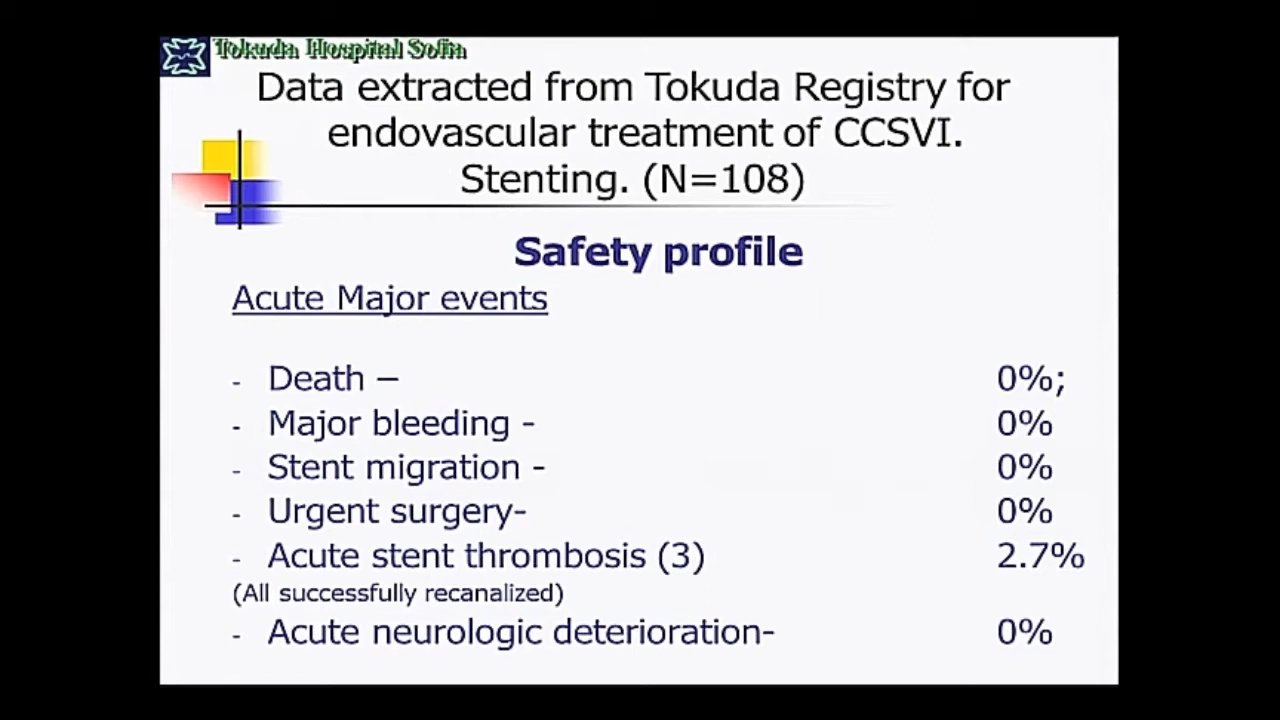 Tokuda Hospital Sofia
Data extracted from Tokuda Registry for
endovascular treatment of CCSVI.
Stenting. (N=108)
Safety profile
Acute Major events
- Death – 0%;
- Major bleeding - 0%
- Stent migration - 0%
- Urgent surgery- 0%
- Acute stent thrombosis (3) 2.7%
(All successfully recanalized)
- Acute neurologic deterioration- 0%